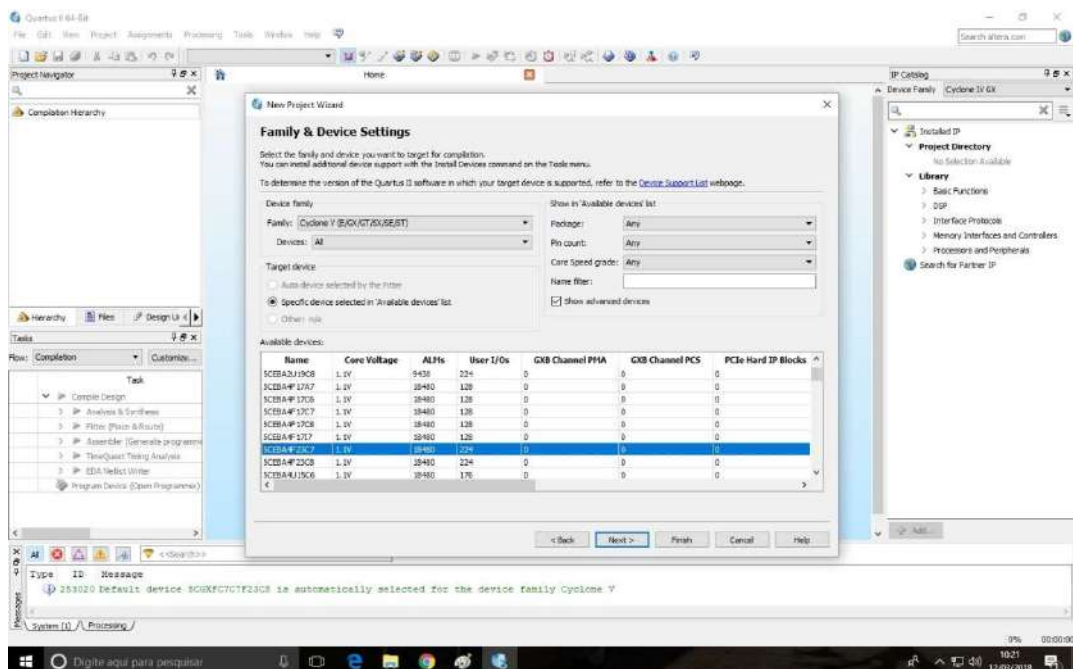 Quartus II 64-Bit
File Edit View Project Assignments Processing Tools Window Help
Search altera.com
Project Navigator
Home
IP Catalog
Device Family Cyclone IV GX
Compilation Hierarchy
New Project Wizard
Family & Device Settings
Select the family and device you want to target for compilation.
You can install additional device support with the Install Devices command on the Tools menu.
To determine the version of the Quartus II software in which your target device is supported, refer to the Device Support List webpage.
Device family
Family: Cyclone V (E/GX/GT/SX/SE/ST)
Devices: All
Target device
Auto device selected by the Fitter
Specific device selected in 'Available devices' list
Other: n/a
Show in 'Available devices' list
Package: Any
Pin count: Any
Core Speed grade: Any
Name filter:
Show advanced devices
Available devices:
Name Core Voltage ALMs User I/Os GXB Channel PMA GXB Channel PCS PCIe Hard IP Blocks
5CEBA2U19C8 1.1V 9430 224 0 0 0
5CEBA4F17A7 1.1V 18480 128 0 0 0
5CEBA4F17C6 1.1V 18480 128 0 0 0
5CEBA4F17C7 1.1V 18480 128 0 0 0
5CEBA4F17C8 1.1V 18480 128 0 0 0
5CEBA4F17I7 1.1V 18480 128 0 0 0
5CEBA4F23C7 1.1V 18480 224 0 0 0
5CEBA4F23C8 1.1V 18480 224 0 0 0
5CEBA4U15C6 1.1V 18480 176 0 0 0
< Back Next > Finish Cancel Help
Installed IP
Project Directory
No Selection Available
Library
Basic Functions
DSP
Interface Protocols
Memory Interfaces and Controllers
Processors and Peripherals
Search for Partner IP
Add...
Hierarchy Files Design
Tasks
Flow: Compilation Customize...
Task
Compile Design
Analysis & Synthesis
Fitter (Place & Route)
Assembler (Generate programm
TimeQuest Timing Analysis
EDA Netlist Writer
Program Device (Open Programmer)
All <<Search>>
Type ID Message
253020 Default device 5CGXFC7C7F23C8 is automatically selected for the device family Cyclone V
Messages
System (1) Processing
0% 00:00:00
Digite aqui para pesquisar
10:21
12/03/2018